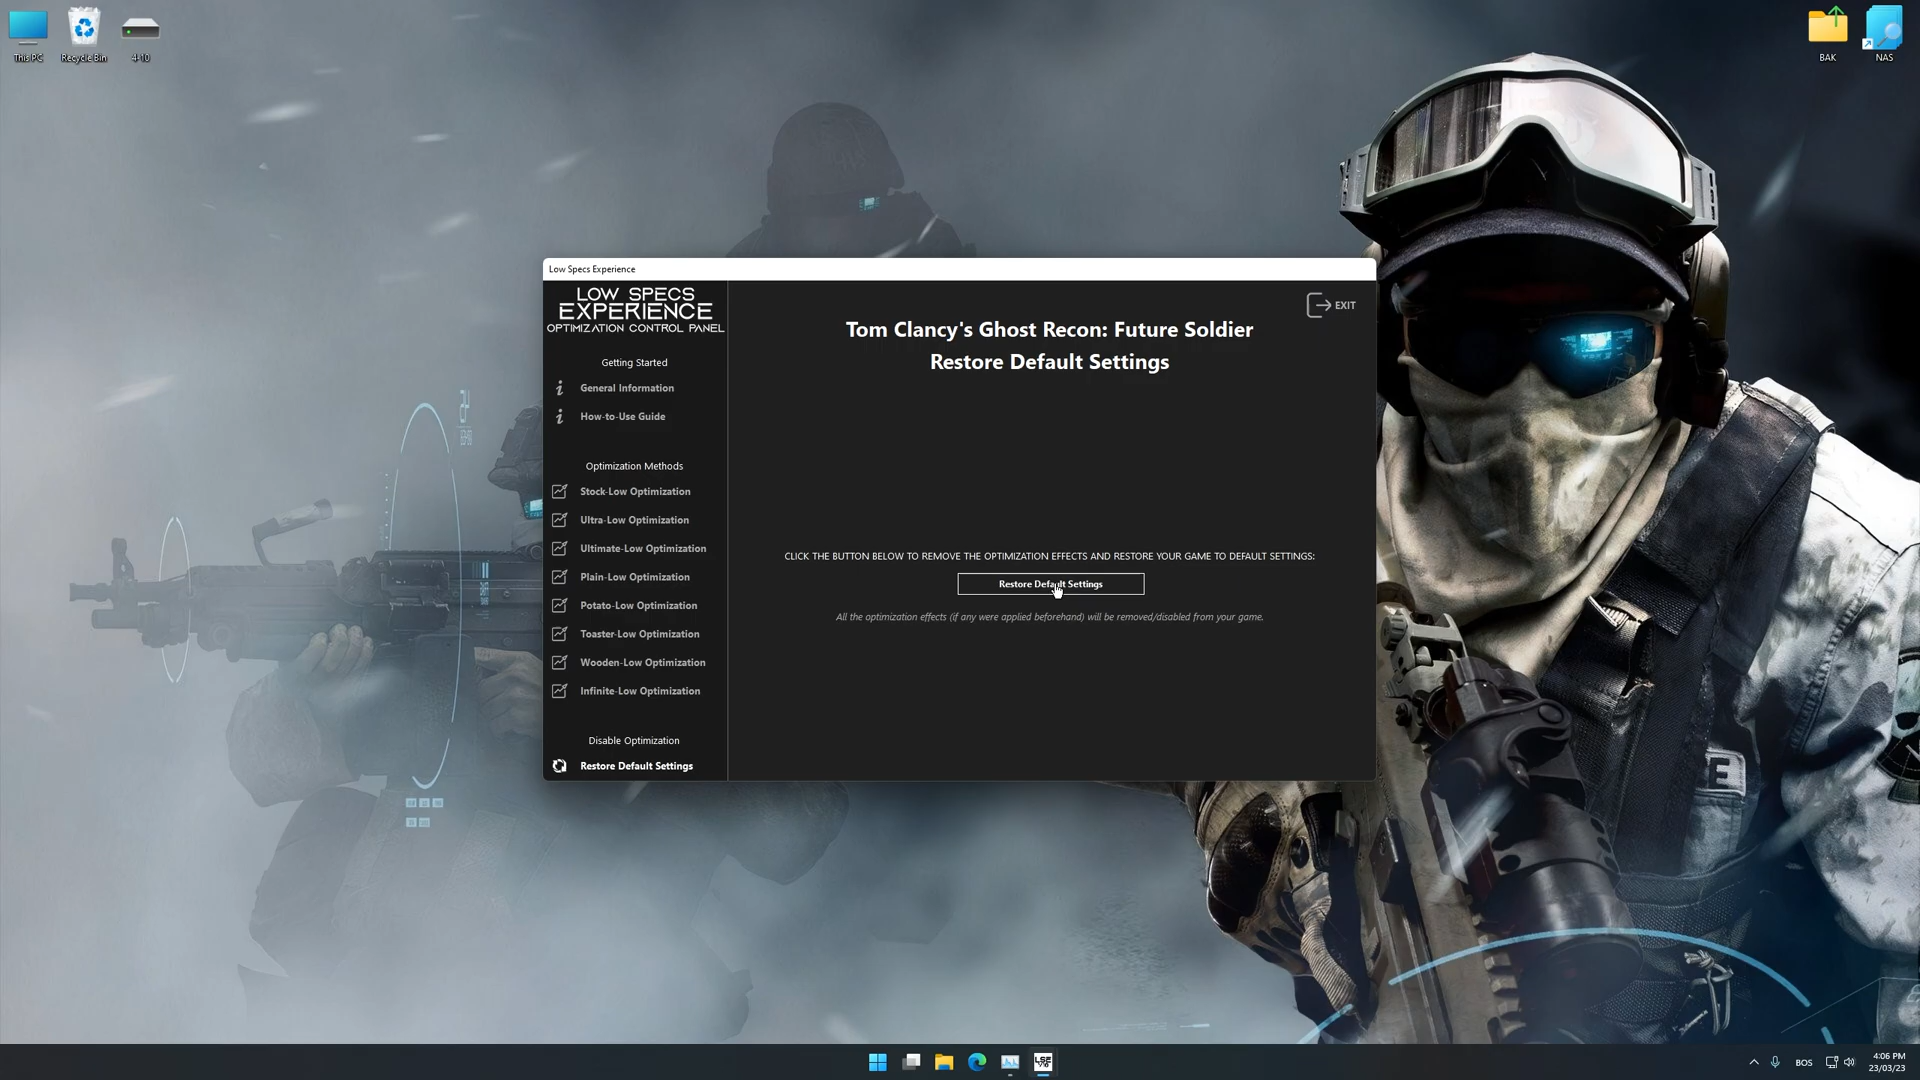 This PC
Recycle Bin
4-10
BAK
NAS
Low Specs Experience
LOW SPECS
EXPERIENCE
OPTIMIZATION CONTROL PANEL
Getting Started
General Information
How-to-Use Guide
Optimization Methods
Stock-Low Optimization
Ultra-Low Optimization
Ultimate-Low Optimization
Plain-Low Optimization
Potato-Low Optimization
Toaster-Low Optimization
Wooden-Low Optimization
Infinite-Low Optimization
Disable Optimization
Restore Default Settings
EXIT
Tom Clancy's Ghost Recon: Future Soldier
Restore Default Settings
CLICK THE BUTTON BELOW TO REMOVE THE OPTIMIZATION EFFECTS AND RESTORE YOUR GAME TO DEFAULT SETTINGS:
Restore Default Settings
All the optimization effects (if any were applied beforehand) will be removed/disabled from your game.
LSE
BOS
4:06 PM
23/03/23